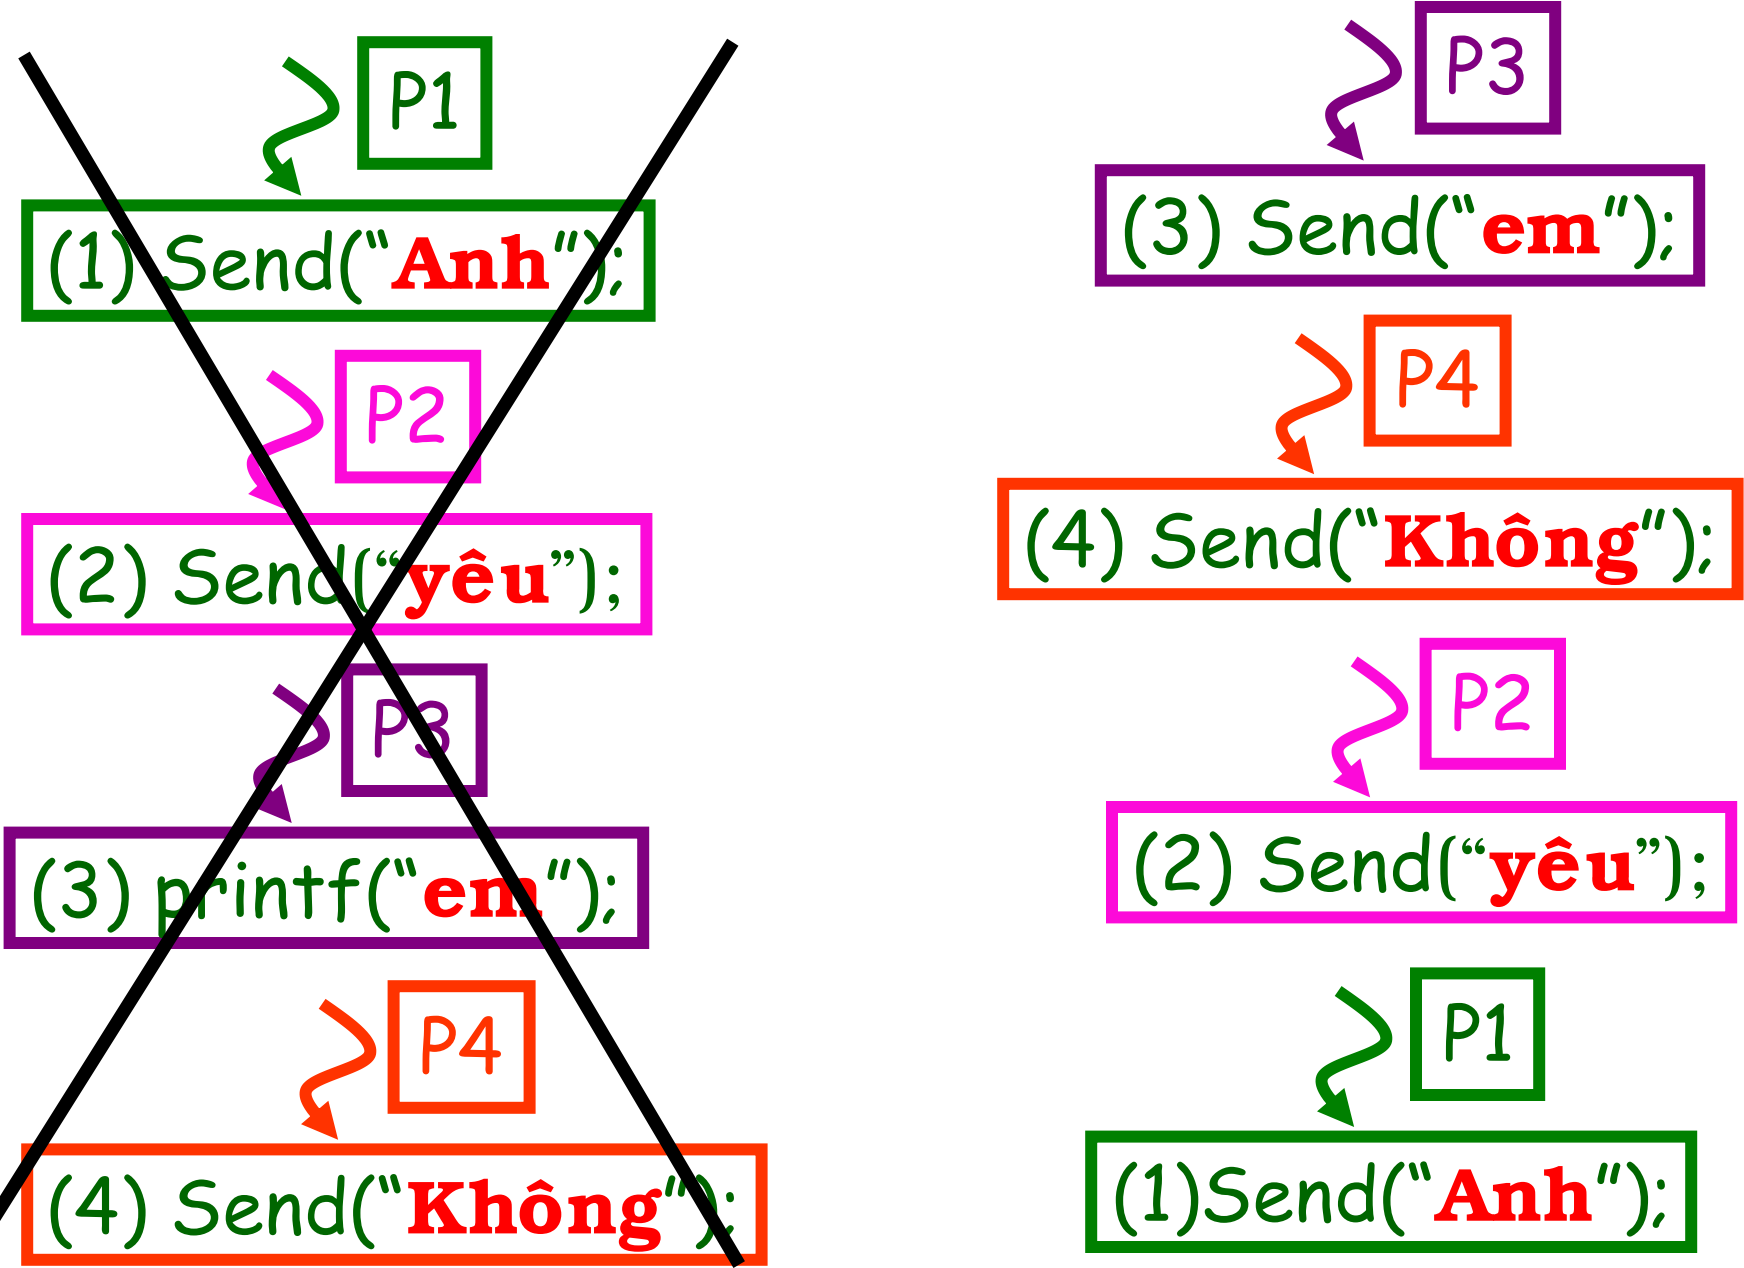 P1
(1) Send(“Anh”);
P2
(2) Send(“yêu”);
P3
(3) printf(“em”);
P4
(4) Send(“Không”);
P3
(3) Send(“em”);
P4
(4) Send(“Không”);
P2
(2) Send(“yêu”);
P1
(1)Send(“Anh”);